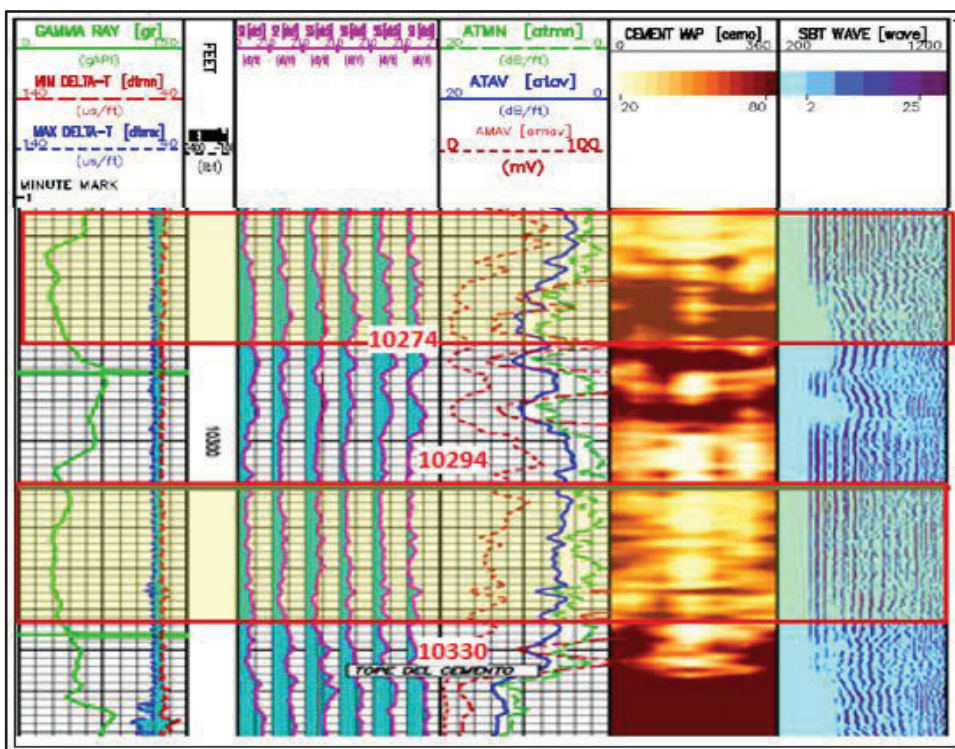 GAMMA RAY [gr]
0
(gAPI)
MIN DELTA-T [dtmn]
140 40
(us/ft)
MAX DELTA-T [dtmx]
140 40
(us/ft)
MINUTE MARK
FEET
(lbf)
ATMN [atmn]
20 0
(dB/ft)
ATAV [atav]
20 0
(dB/ft)
AMAV [amav]
0 100
(mV)
CEMENT MAP [cemo]
0 360
20 80
SBT WAVE [wave]
200 1200
2 25
10274
10300
10294
10330
TOPE DEL CEMENTO